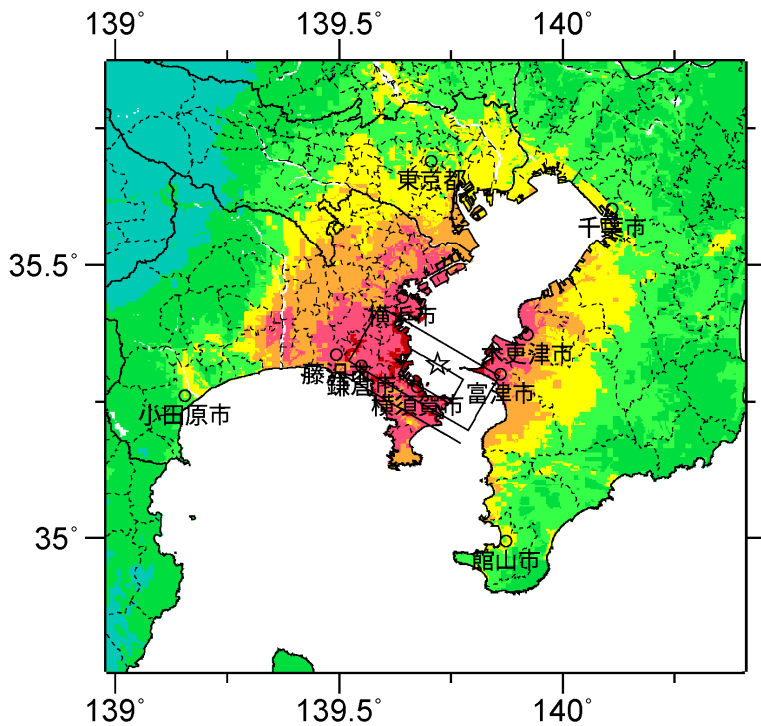 139° 139.5° 140°
東京都
千葉市
35.5°
横浜市
木更津市
藤沢市
鎌倉市
富津市
横須賀市
小田原市
35°
館山市
139° 139.5° 140°